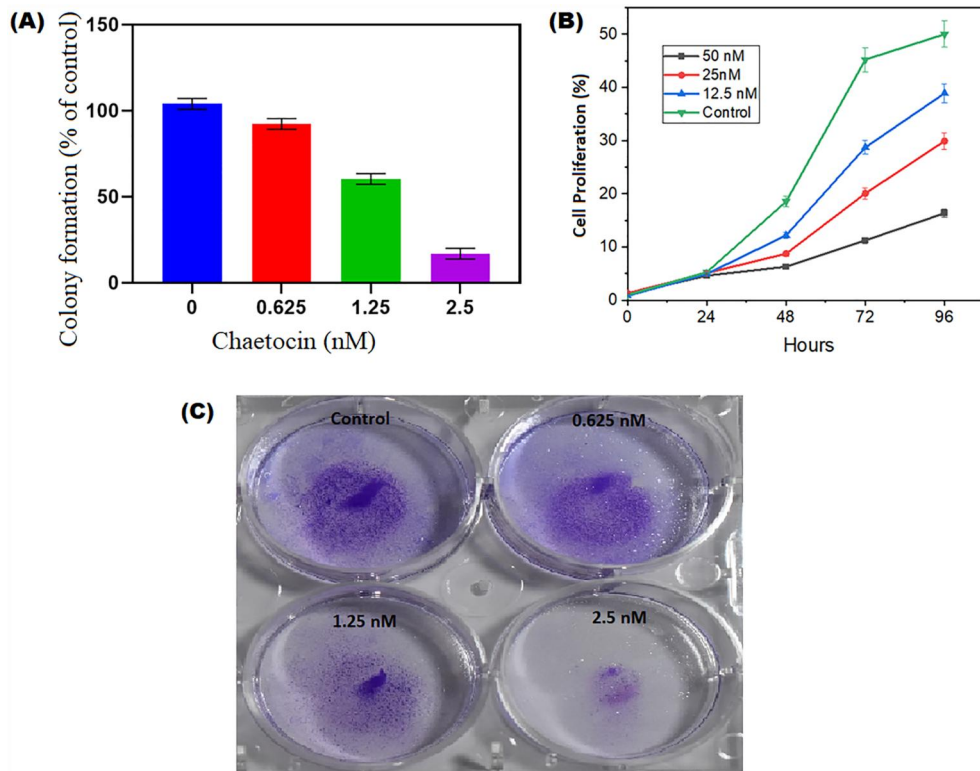 (A)
Colony formation (% of control)
150
100
50
0
0 0.625 1.25 2.5
Chaetocin (nM)
(B)
Cell Proliferation (%)
50
40
30
20
10
0
50 nM
25nM
12.5 nM
Control
0 24 48 72 96
Hours
(C)
Control 0.625 nM
1.25 nM 2.5 nM